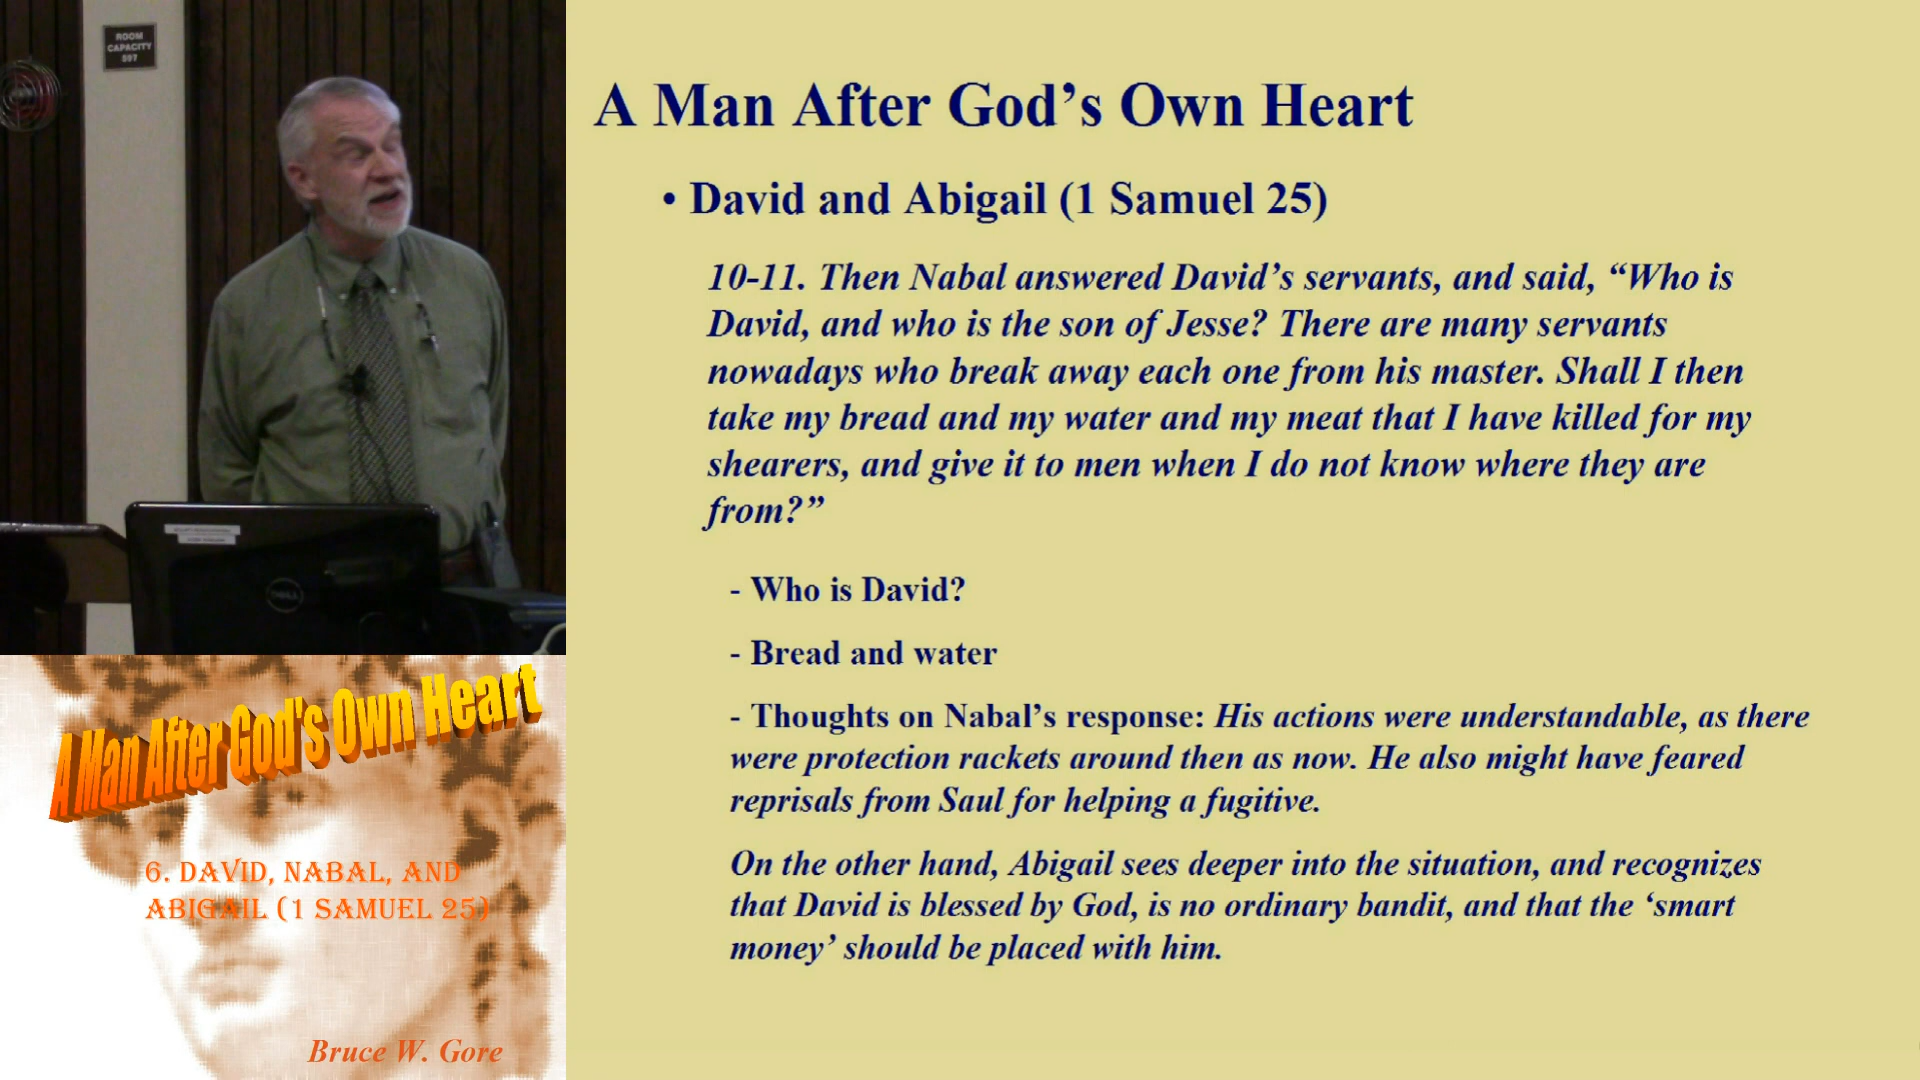 ROOM
CAPACITY
597
DELL
A Man After God's Own Heart
6. DAVID, NABAL, AND
ABIGAIL (1 SAMUEL 25)
Bruce W. Gore
A Man After God’s Own Heart
• David and Abigail (1 Samuel 25)
10-11. Then Nabal answered David’s servants, and said, “Who is
David, and who is the son of Jesse? There are many servants
nowadays who break away each one from his master. Shall I then
take my bread and my water and my meat that I have killed for my
shearers, and give it to men when I do not know where they are
from?”
- Who is David?
- Bread and water
- Thoughts on Nabal’s response: His actions were understandable, as there
were protection rackets around then as now. He also might have feared
reprisals from Saul for helping a fugitive.
On the other hand, Abigail sees deeper into the situation, and recognizes
that David is blessed by God, is no ordinary bandit, and that the ‘smart
money’ should be placed with him.